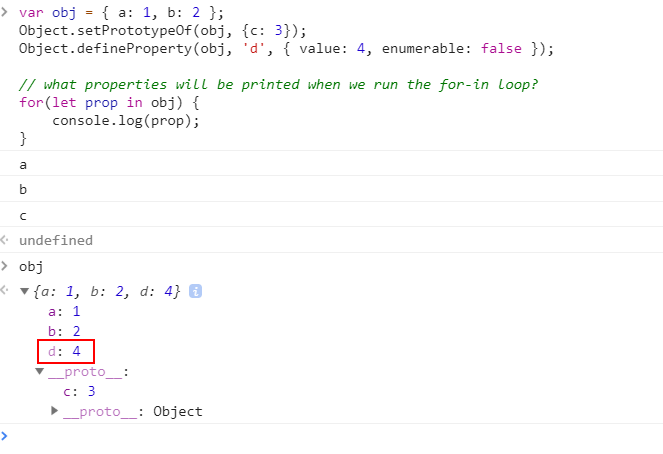 var obj = { a: 1, b: 2 };
Object.setPrototypeOf(obj, {c: 3});
Object.defineProperty(obj, 'd', { value: 4, enumerable: false });
// what properties will be printed when we run the for-in loop?
for(let prop in obj) {
    console.log(prop);
}
a
b
c
undefined
obj
{a: 1, b: 2, d: 4}
a: 1
b: 2
d: 4
__proto__:
c: 3
__proto__: Object